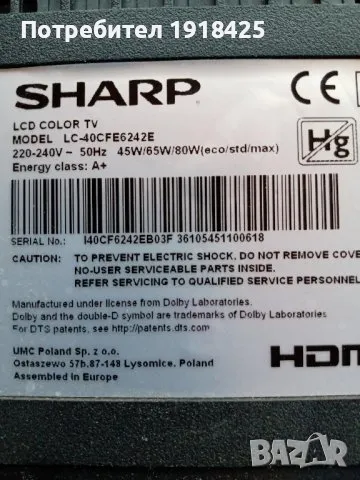 Потребител 1918425
SHARP
CE
LCD COLOR TV
MODEL LC-40CFE6242E
220-240V ~ 50Hz 45W/65W/80W(eco/std/max)
Energy class: A+
Hg
SERIAL No.: I40CF6242EB03F 36105451100618
CAUTION: TO PREVENT ELECTRIC SHOCK, DO NOT REMOVE COVE
NO-USER SERVICEABLE PARTS INSIDE.
REFER SERVICING TO QUALIFIED SERVICE PERSONNEL
Manufactured under license from Dolby Laboratories.
Dolby and the double-D symbol are trademarks of Dolby Laboratories.
For DTS patents, see http://patents.dts.com
UMC Poland Sp. z o.o.
Ostaszewo 57b,87-148 Lysomice, Poland
Assembled in Europe
HDM
BAZAR